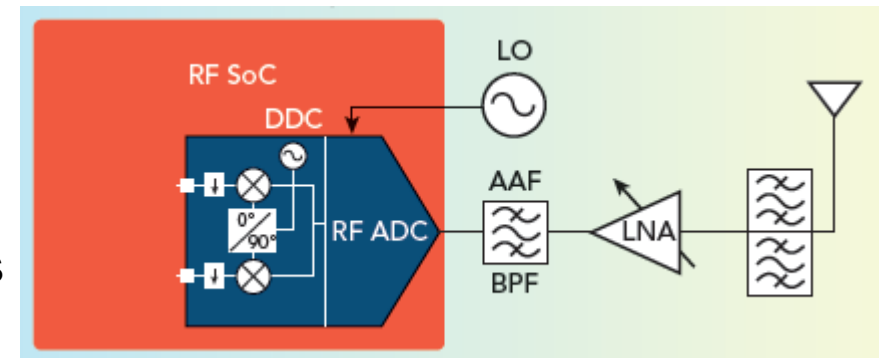 RF SoC
LO
DDC
AAF
0°
90°
RF ADC
LNA
BPF
s